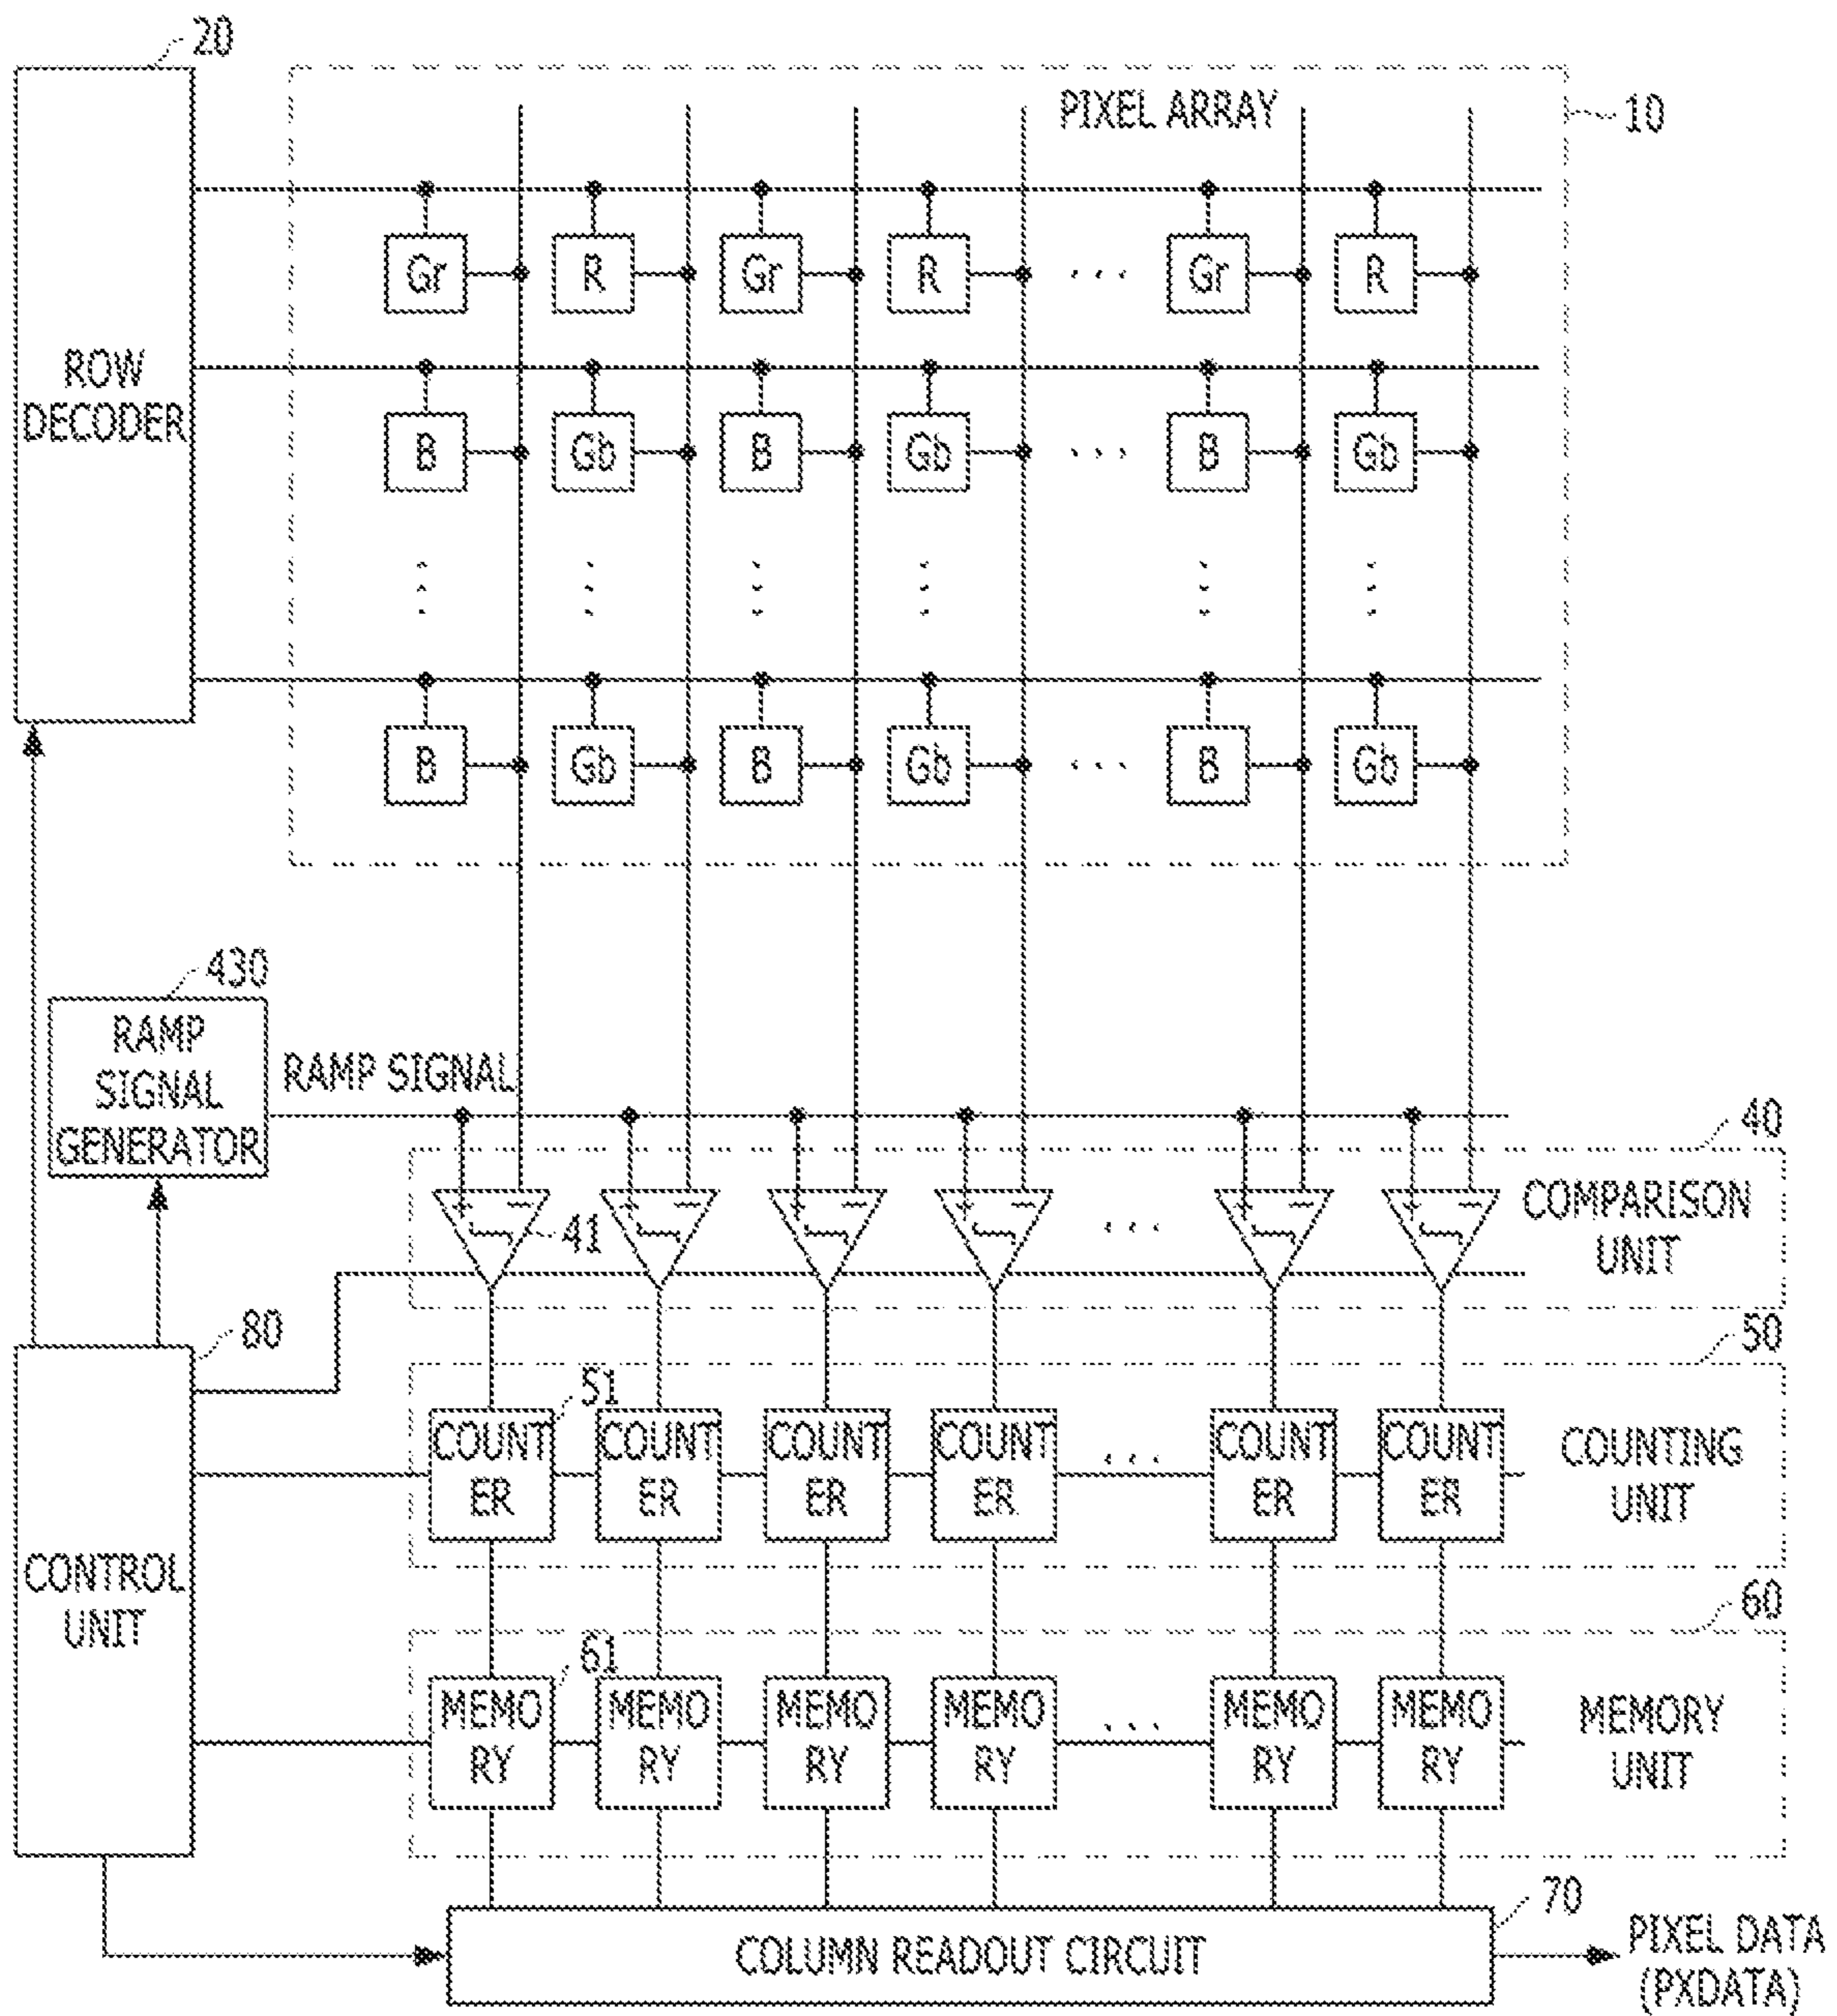 20
PIXEL ARRAY
10
Gr R Gr R ... Gr R
ROW
DECODER
B Gb B Gb ... B Gb
B Gb B Gb ... B Gb
430
RAMP
SIGNAL
GENERATOR
RAMP SIGNAL
40
+ - + - + - + - + - + -
41
...
COMPARISON
UNIT
80
50
51
COUNT
ER
COUNT
ER
COUNT
ER
COUNT
ER
...
COUNT
ER
COUNT
ER
COUNTING
UNIT
CONTROL
UNIT
60
61
MEMO
RY
MEMO
RY
MEMO
RY
MEMO
RY
...
MEMO
RY
MEMO
RY
MEMORY
UNIT
70
COLUMN READOUT CIRCUIT
PIXEL DATA
(PXDATA)